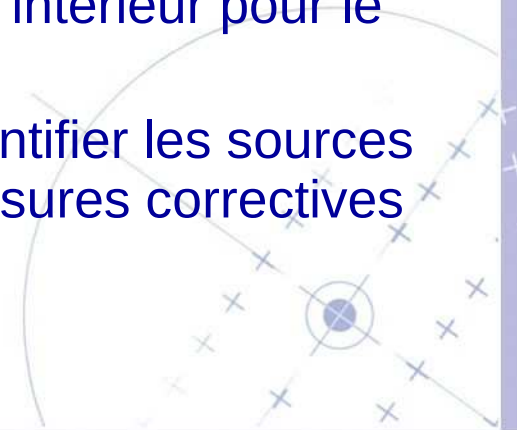 intérieur pour le
ntifier les sources
sures correctives